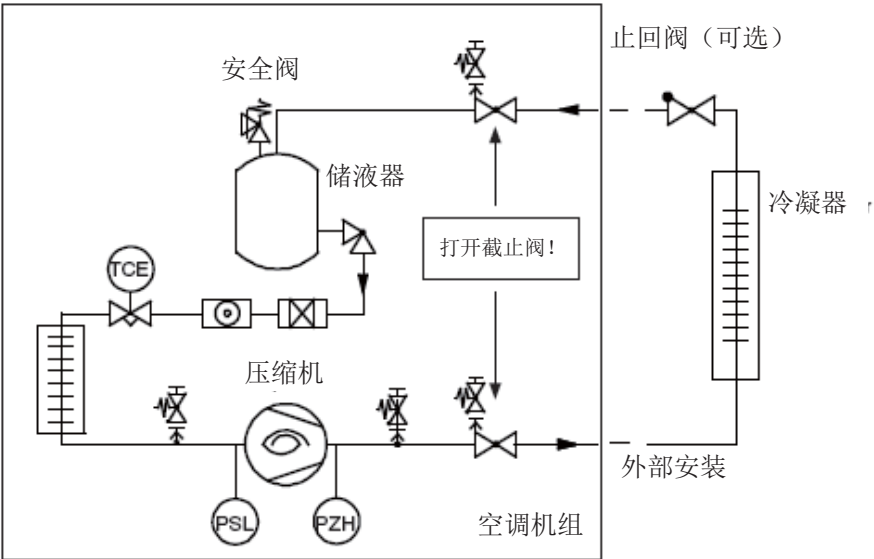 止回阀（可选）
安全阀
储液器
冷凝器
打开截止阀！
TCE
压缩机
外部安装
PSL
PZH
空调机组